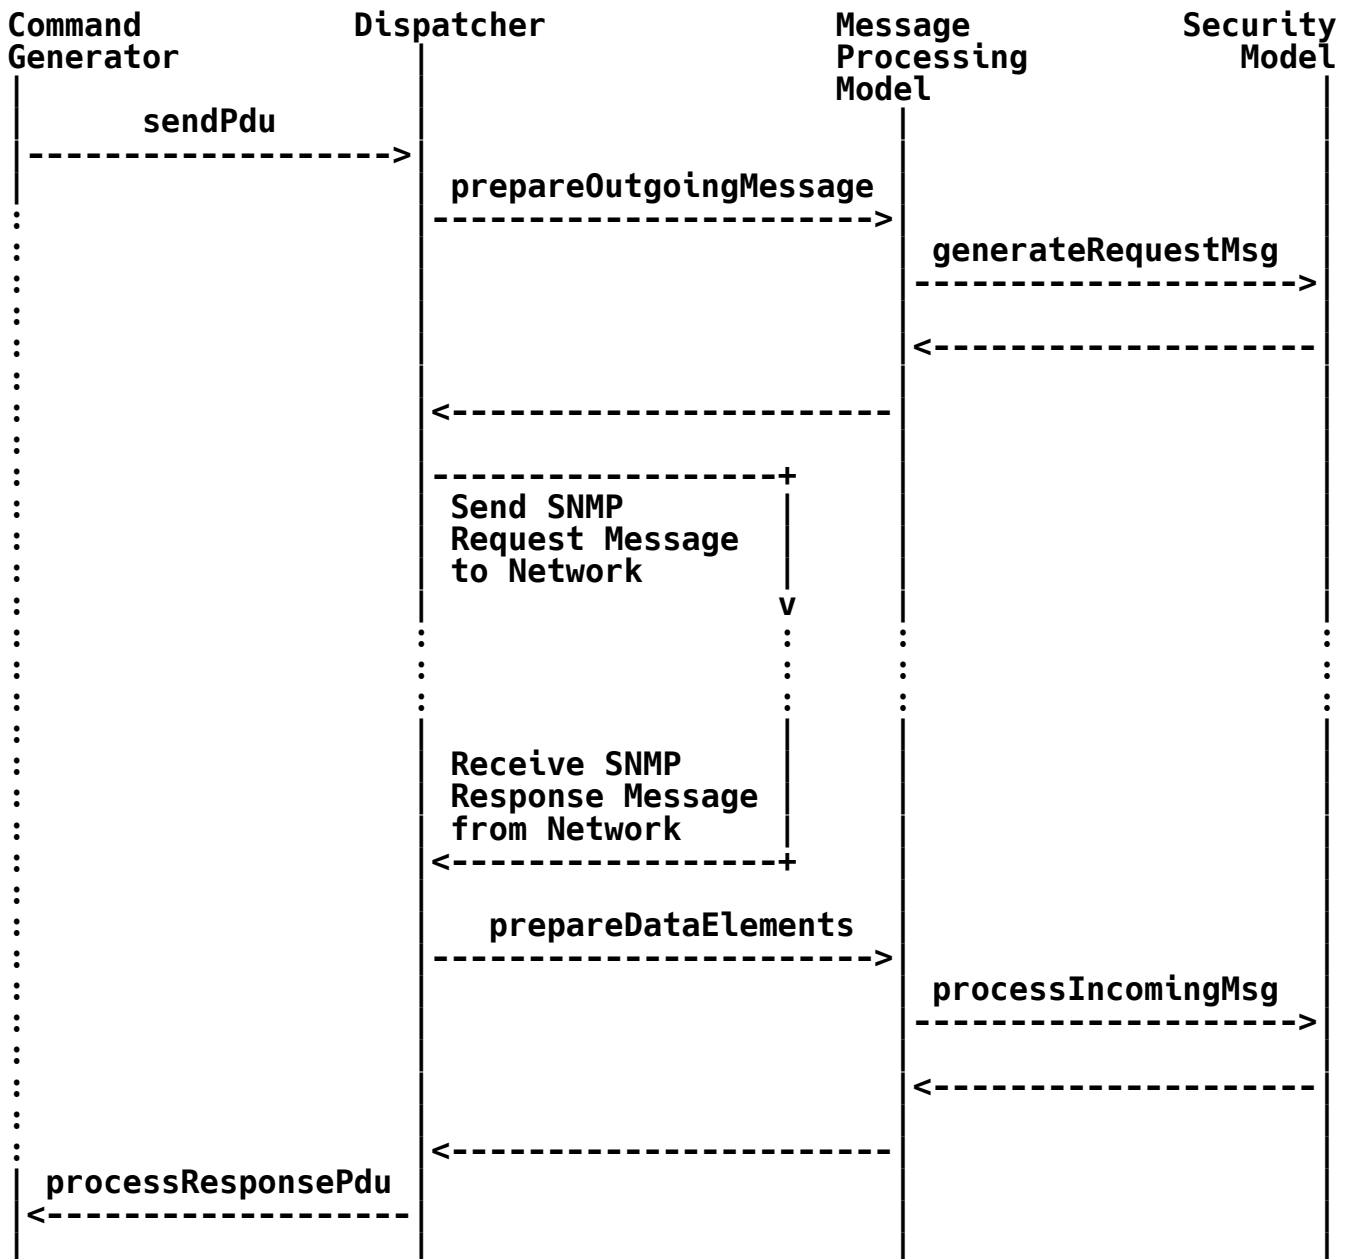 Command Dispatcher Message Security
Generator Processing Model
Model
sendPdu
prepareOutgoingMessage
generateRequestMsg
Send SNMP
Request Message
to Network
v
Receive SNMP
Response Message
from Network
prepareDataElements
processIncomingMsg
processResponsePdu